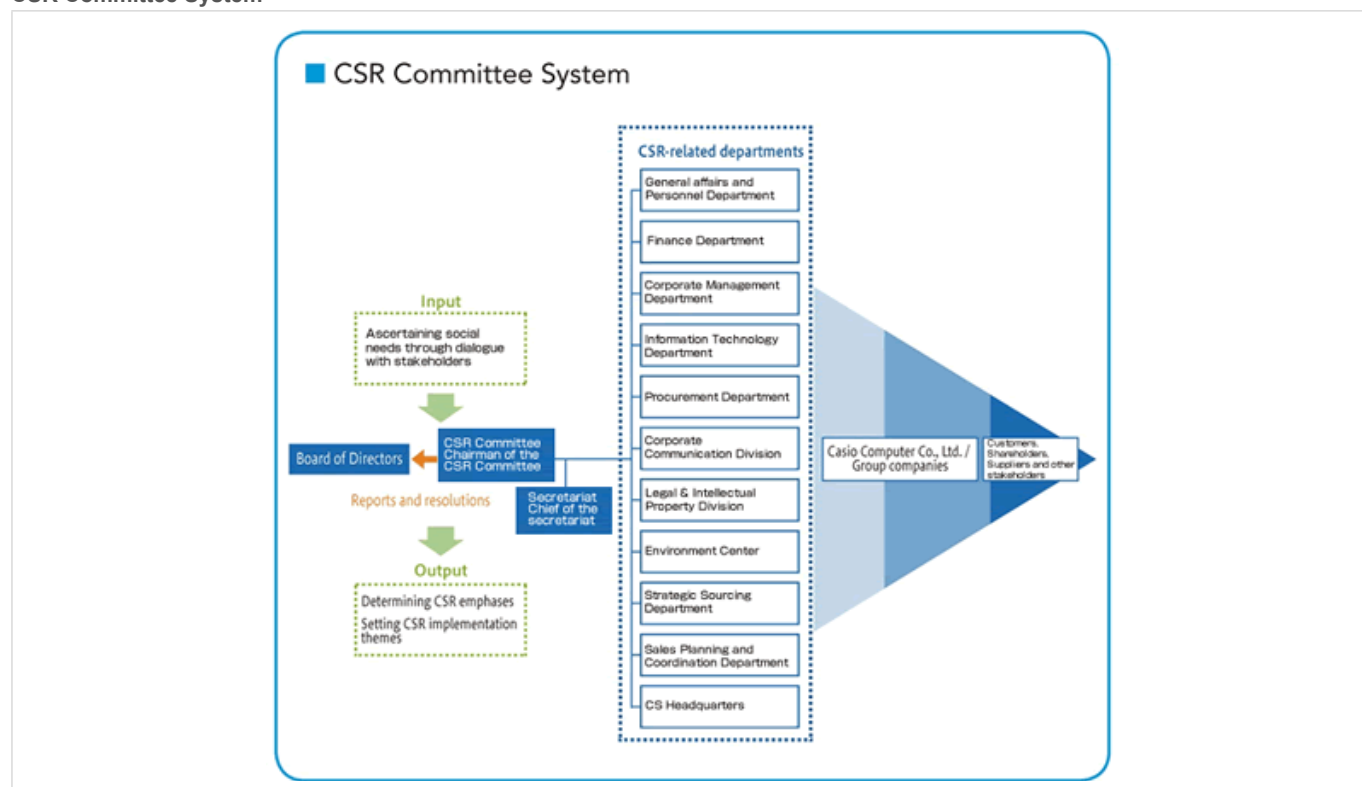 CSR Committee System
CSR Committee System
CSR-related departments
General affairs and
Personnel Department
Finance Department
Corporate Management
Department
Information Technology
Department
Procurement Department
Corporate
Communication Division
Legal & Intellectual
Property Division
Environment Center
Strategic Sourcing
Department
Sales Planning and
Coordination Department
CS Headquarters
Input
Ascertaining social
needs through dialogue
with stakeholders
Board of Directors
CSR Committee
Chairman of the
CSR Committee
Reports and resolutions
Secretariat
Chief of the
secretariat
Output
Determining CSR emphases
Setting CSR implementation
themes
Casio Computer Co., Ltd. /
Group companies
Customers,
Shareholders,
Suppliers and other
stakeholders